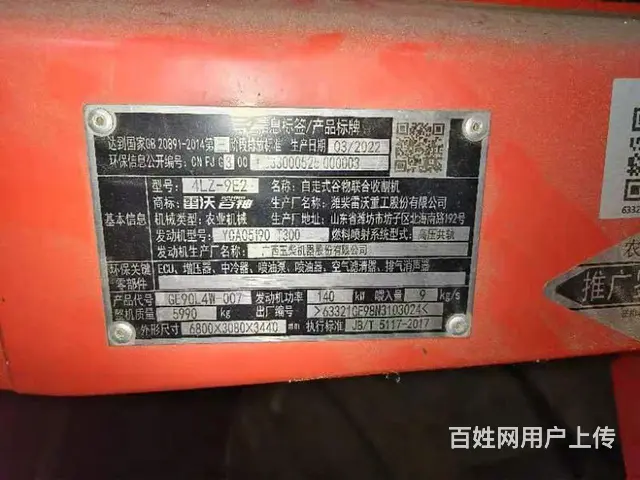 信息标签/产品标牌
达到国家GB 20891-2014第三阶段排放标准 生产日期 03/2022
环保信息公开编号: CN FJ G3 00
型号: 4LZ-9E2 名称: 自走式谷物联合收割机
商标: 雷沃谷神 生产厂名称: 潍柴雷沃重工股份有限公司
基本信息 机械类型: 农业机械 生产厂地址: 山东省潍坊市坊子区北海南路192号
发动机型号: T300 燃料喷射系统型式: 高压共轨
发动机生产厂名称: 广西玉柴机器股份有限公司
环保关键零部件 ECU、增压器、中冷器、喷油泵、喷油器、空气滤清器、排气消声器
产品代号 GE90L4W-007 发动机功率 140 kW 喂入量 9 kg/s
整机质量 5990 kg 出厂编号
外形尺寸 6800×3080×3440 mm 执行标准 JB/T 5117-2017
推广
百姓网用户上传